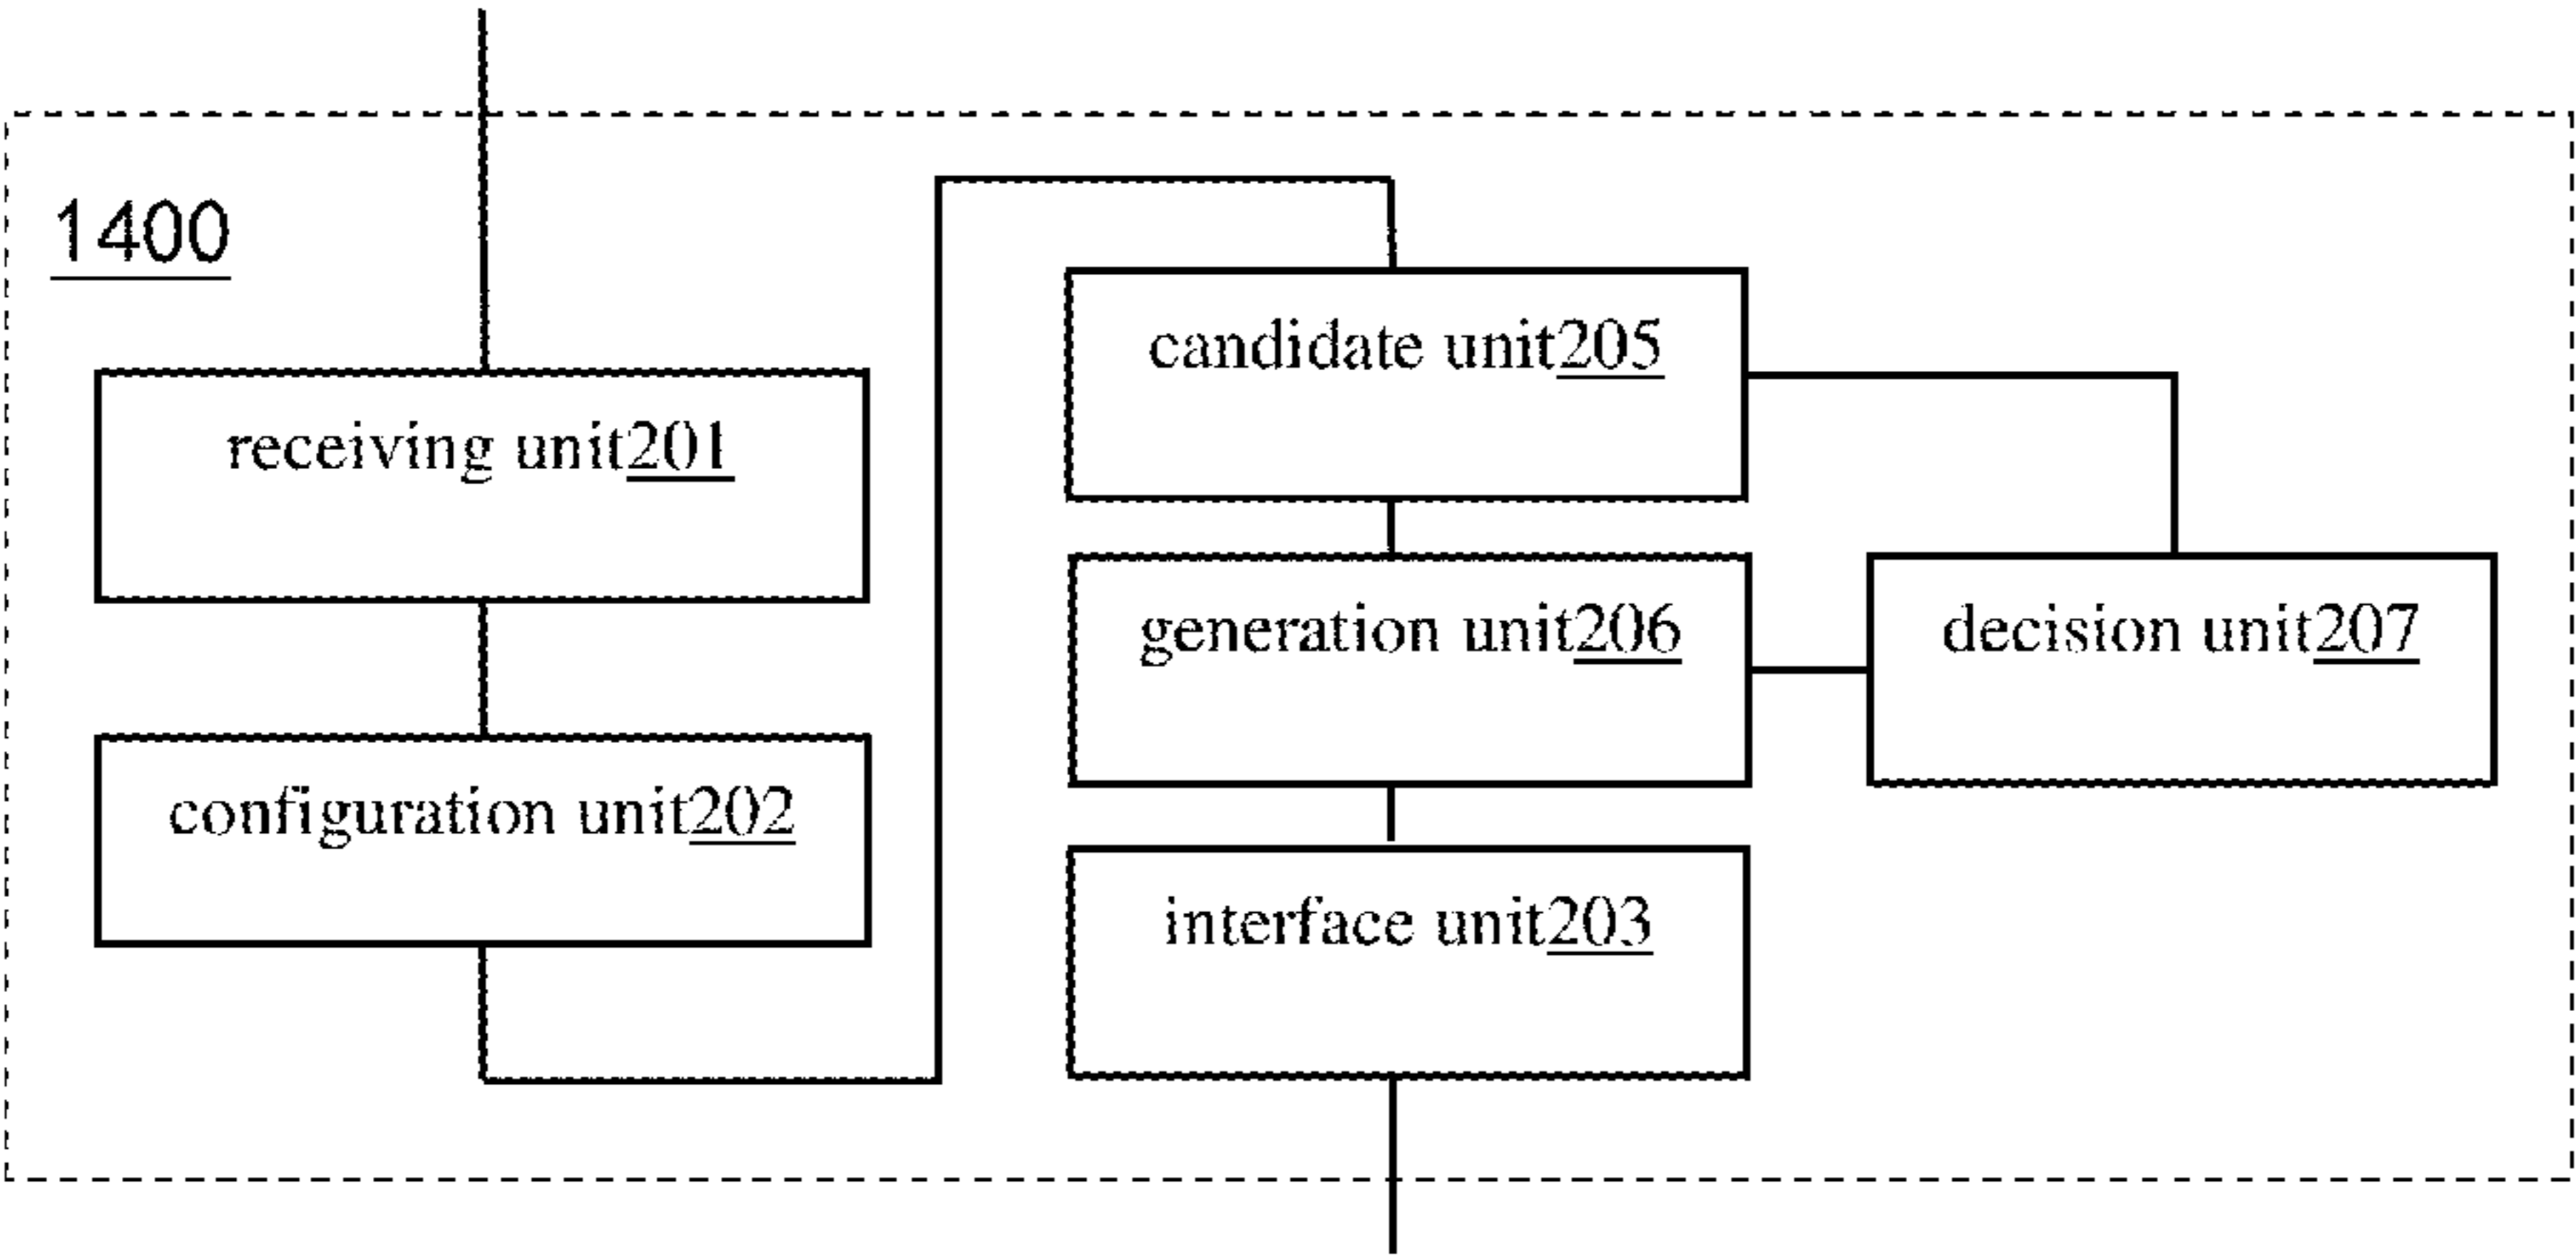 1400
receiving unit201
configuration unit202
candidate unit205
generation unit206
decision unit207
interface unit203